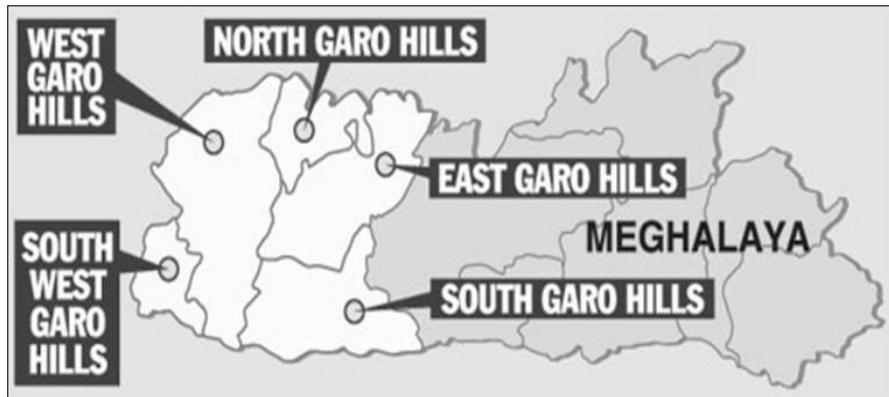 WEST
GARO
HILLS
NORTH GARO HILLS
EAST GARO HILLS
MEGHALAYA
SOUTH
WEST
GARO
HILLS
SOUTH GARO HILLS